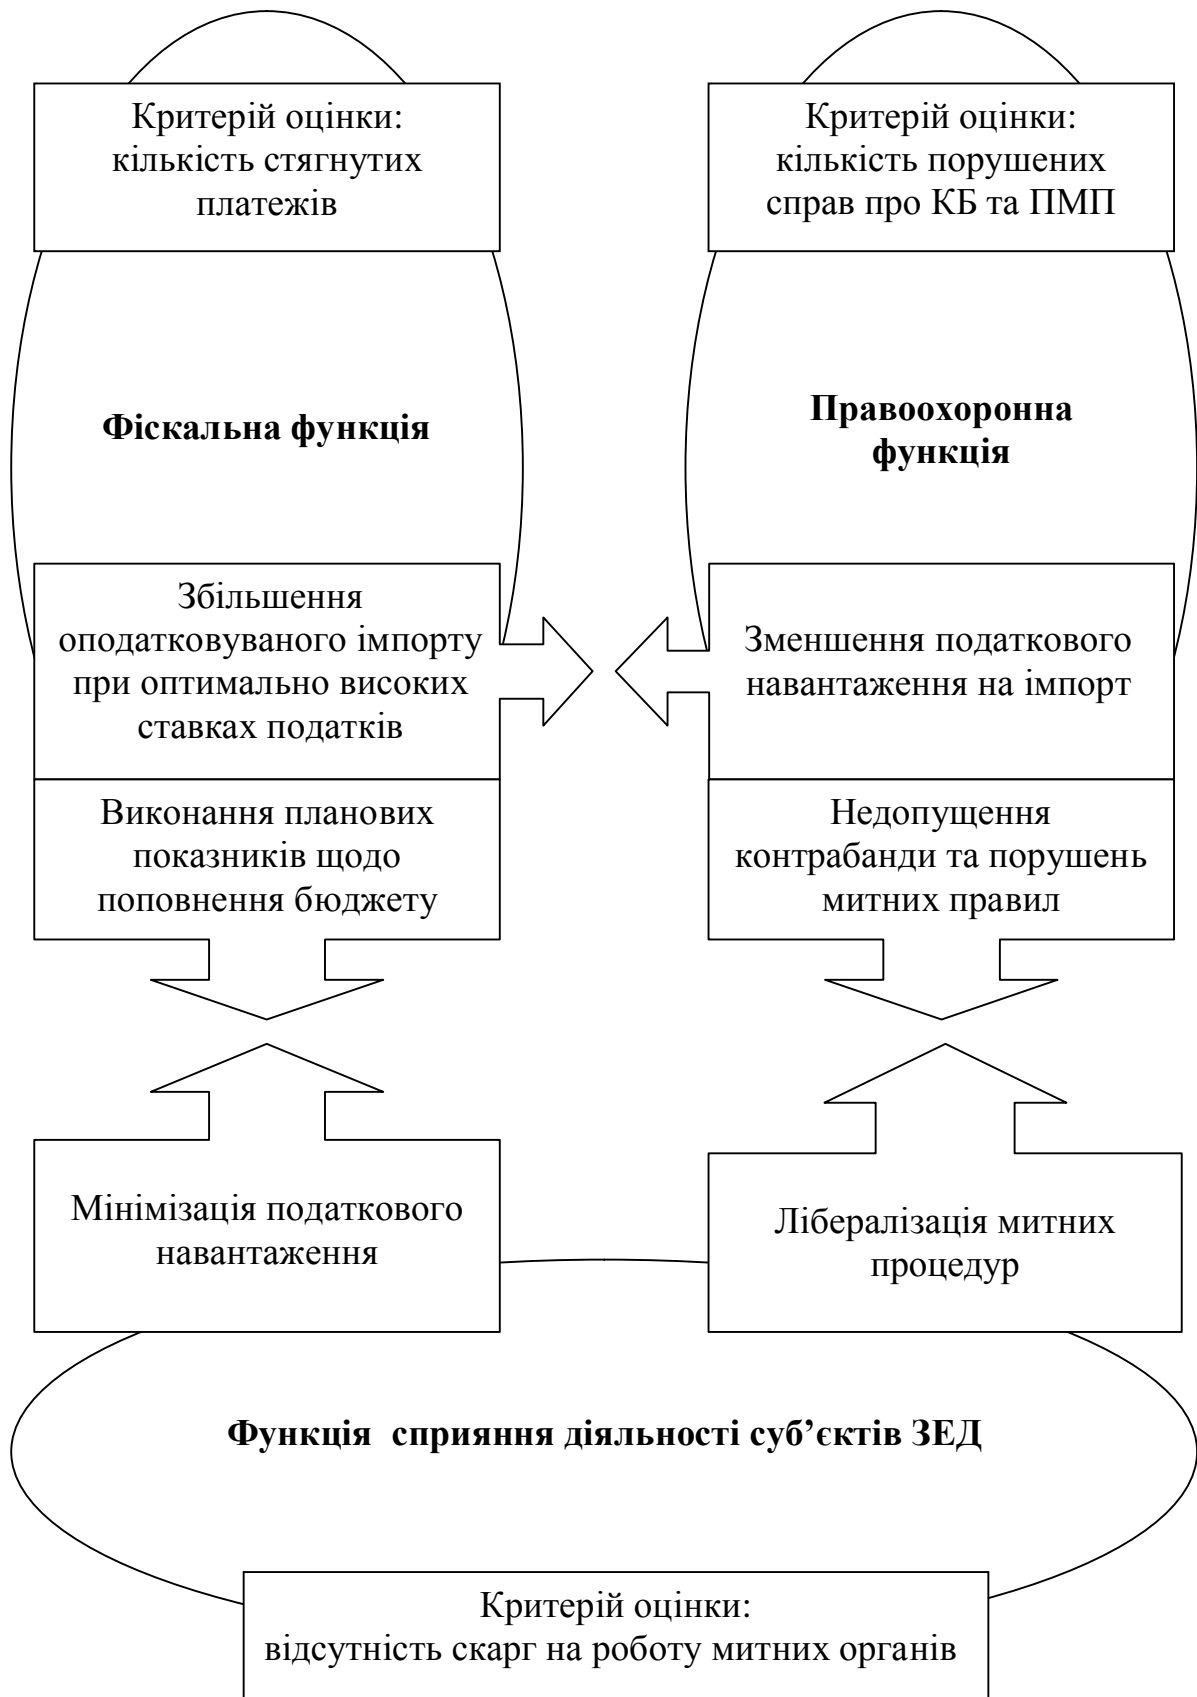 Критерій оцінки:
кількість стягнутих
платежів
Критерій оцінки:
кількість порушених
справ про КБ та ПМП
Фіскальна функція
Правоохоронна
функція
Збільшення
оподатковуваного імпорту
при оптимально високих
ставках податків
Зменшення податкового
навантаження на імпорт
Виконання планових
показників щодо
поповнення бюджету
Недопущення
контрабанди та порушень
митних правил
Мінімізація податкового
навантаження
Лібералізація митних
процедур
Функція  сприяння діяльності суб’єктів ЗЕД
Критерій оцінки:
відсутність скарг на роботу митних органів